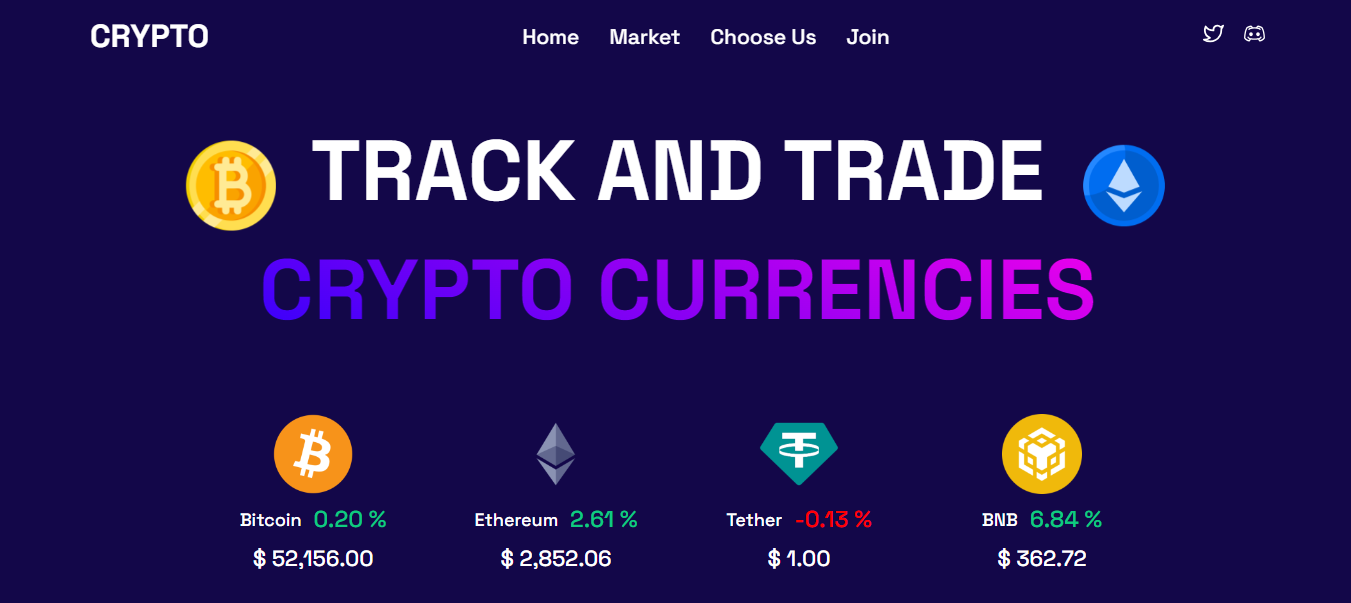 CRYPTO
Home Market Choose Us Join
TRACK AND TRADE
CRYPTO CURRENCIES
Bitcoin 0.20 % Ethereum 2.61 % Tether -0.13 % BNB 6.84 %
$ 52,156.00 $ 2,852.06 $ 1.00 $ 362.72